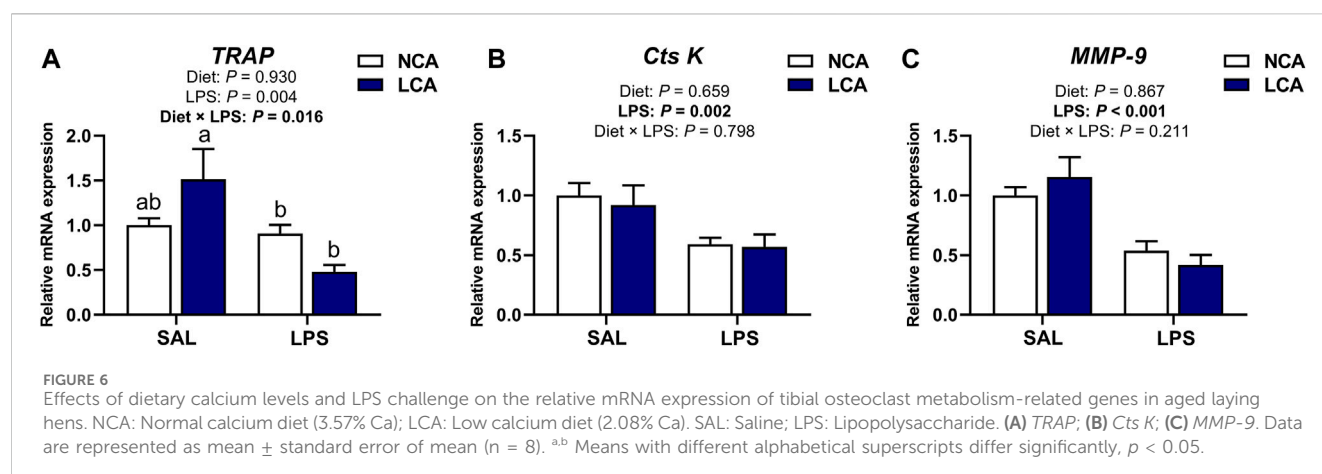 A
TRAP
Diet: P = 0.930
LPS: P = 0.004
Diet × LPS: P = 0.016
NCA
LCA
Relative mRNA expression
2.0
1.5
1.0
0.5
0.0
ab
a
b
b
SAL
LPS
B
Cts K
Diet: P = 0.659
LPS: P = 0.002
Diet × LPS: P = 0.798
NCA
LCA
Relative mRNA expression
1.5
1.0
0.5
0.0
SAL
LPS
C
MMP-9
Diet: P = 0.867
LPS: P < 0.001
Diet × LPS: P = 0.211
NCA
LCA
Relative mRNA expression
1.5
1.0
0.5
0.0
SAL
LPS
FIGURE 6
Effects of dietary calcium levels and LPS challenge on the relative mRNA expression of tibial osteoclast metabolism-related genes in aged laying
hens. NCA: Normal calcium diet (3.57% Ca); LCA: Low calcium diet (2.08% Ca). SAL: Saline; LPS: Lipopolysaccharide. (A) TRAP; (B) Cts K; (C) MMP-9. Data
are represented as mean ± standard error of mean (n = 8). a,b Means with different alphabetical superscripts differ significantly, p < 0.05.